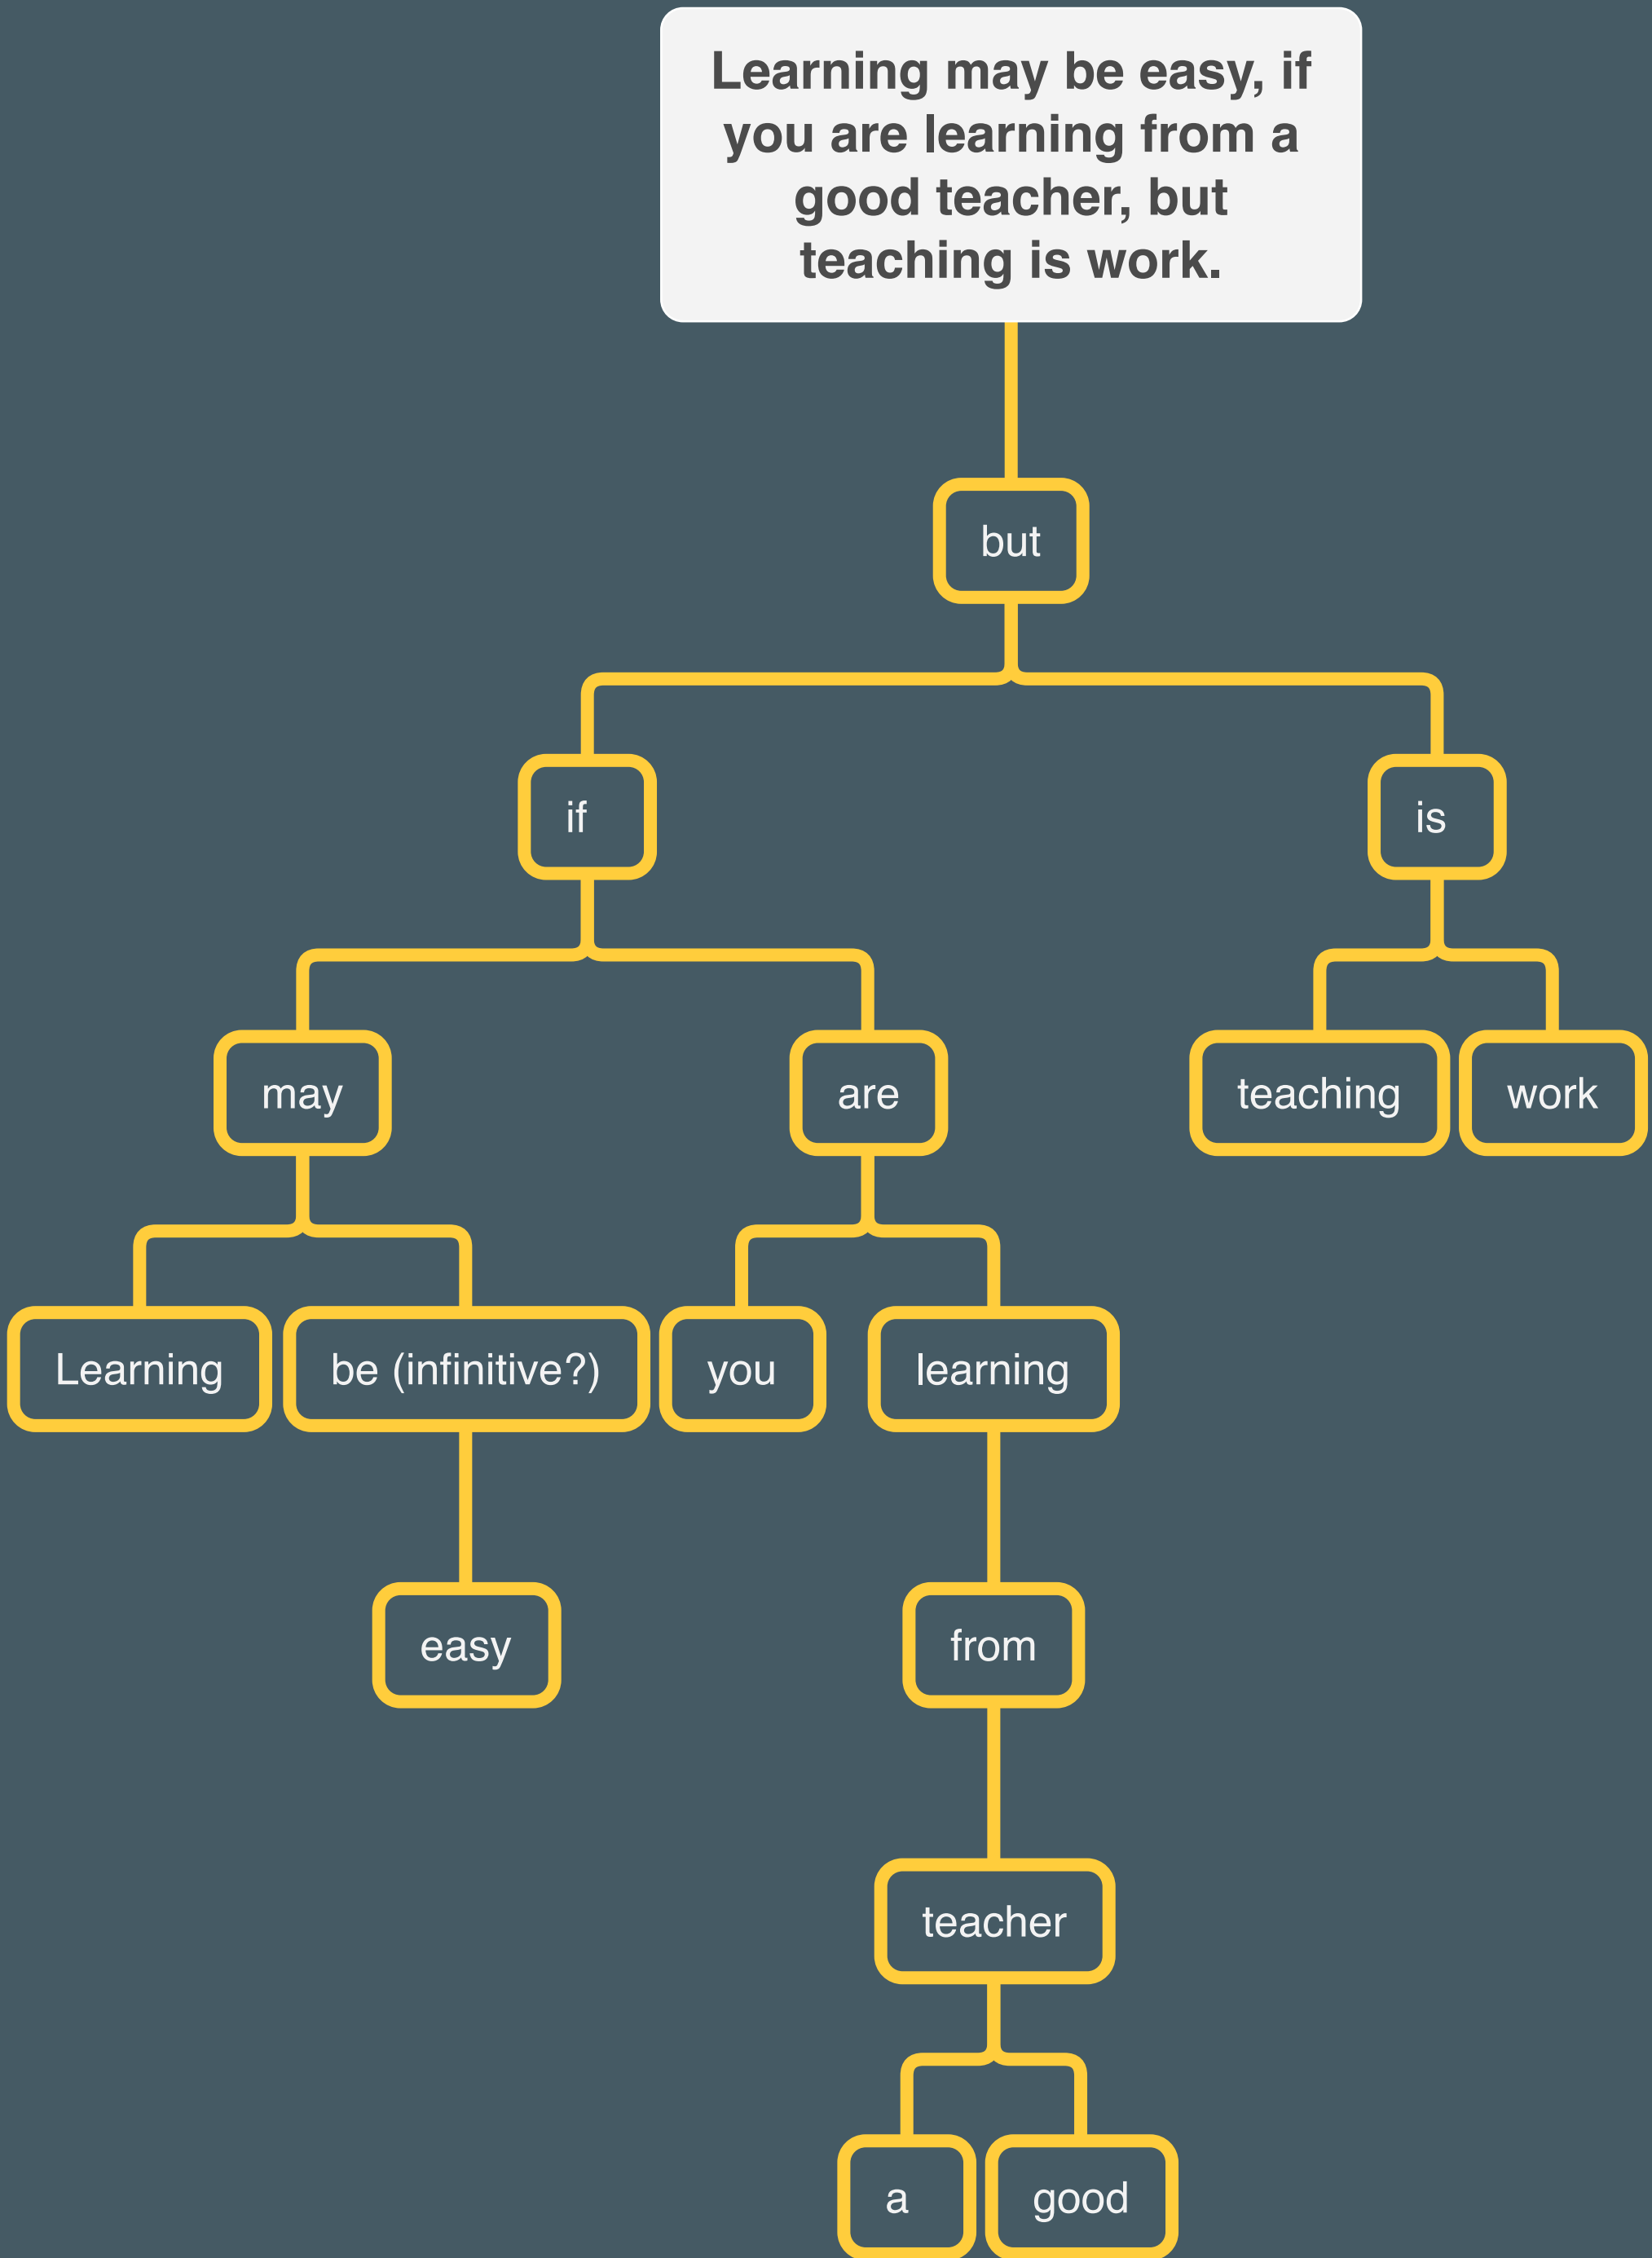 Learning may be easy, if
you are learning from a
good teacher, but
teaching is work.
but
if
is
may
are
teaching
work
Learning
be (infinitive?)
you
learning
easy
from
teacher
a
good